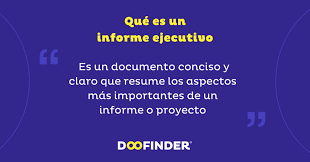 Qué es un
informe ejecutivo
Es un documento conciso y
claro que resume los aspectos
más importantes de un
informe o proyecto
DOOFINDER